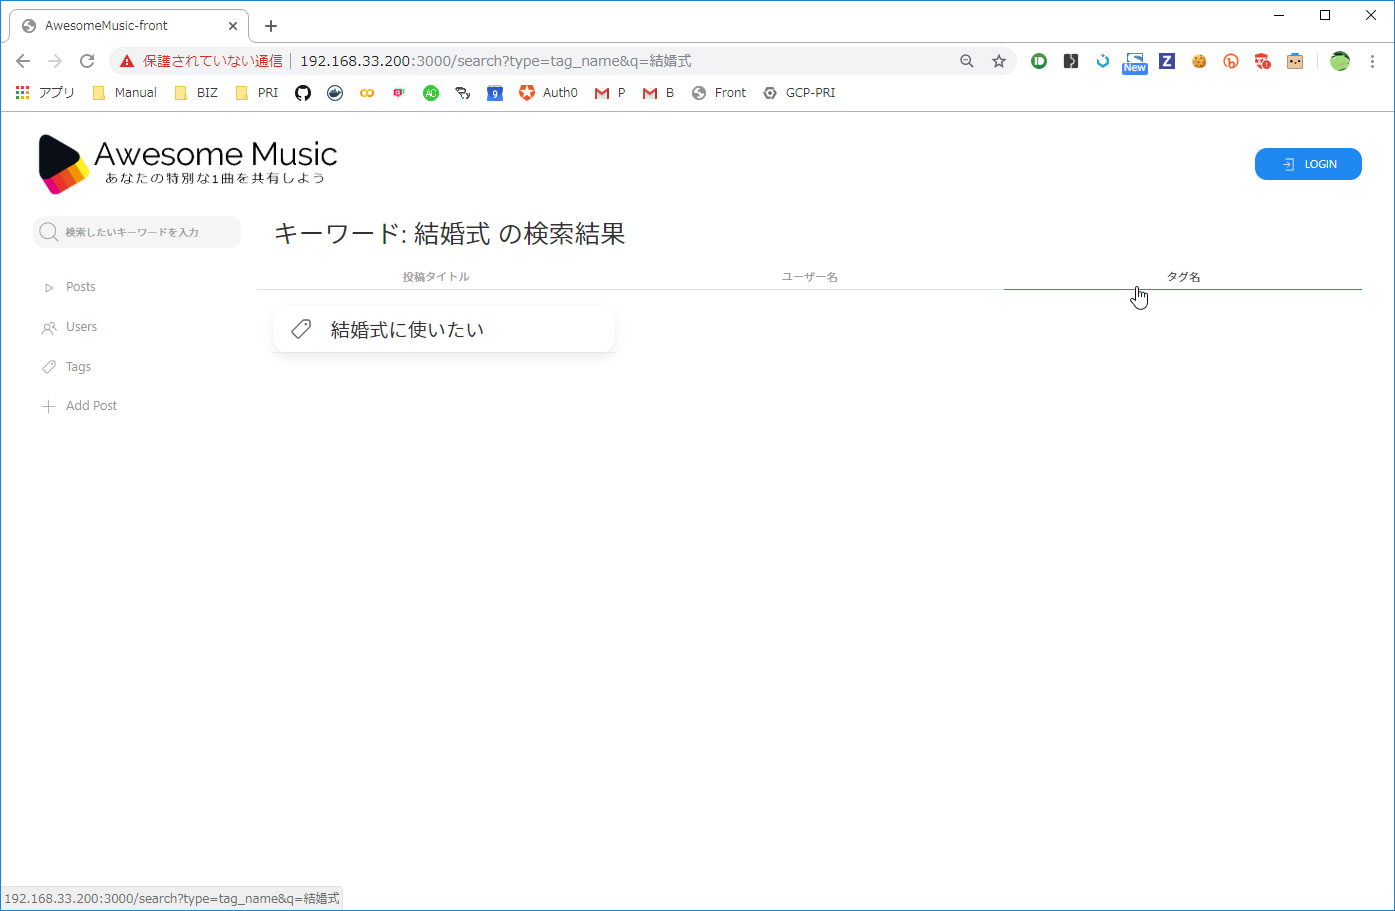 AwesomeMusic-front
保護されていない通信 192.168.33.200:3000/search?type=tag_name&q=結婚式
New
Z
アプリ Manual BIZ PRI AC 9 Auth0 P B Front GCP-PRI
Awesome Music
あなたの特別な1曲を共有しよう
LOGIN
検索したいキーワードを入力
キーワード: 結婚式 の検索結果
投稿タイトル ユーザー名 タグ名
Posts
Users
Tags
Add Post
結婚式に使いたい
192.168.33.200:3000/search?type=tag_name&q=結婚式